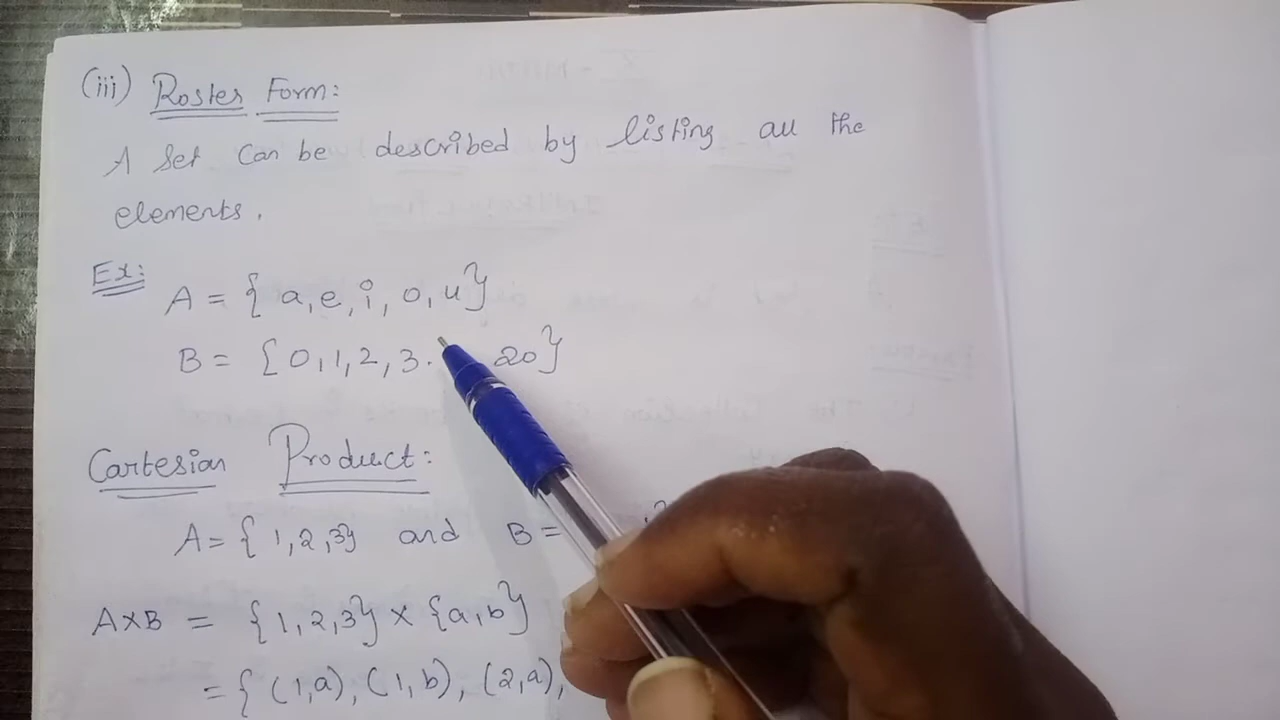 (iii) Roster Form:
A Set Can be described by listing all the
elements.
Ex: A = { a, e, i, o, u}
B = {0, 1, 2, 3. 20}
Cartesian Product:
A = { 1, 2, 3} and B =
A×B = {1, 2, 3} × {a, b}
= { (1,a), (1, b), (2,a),